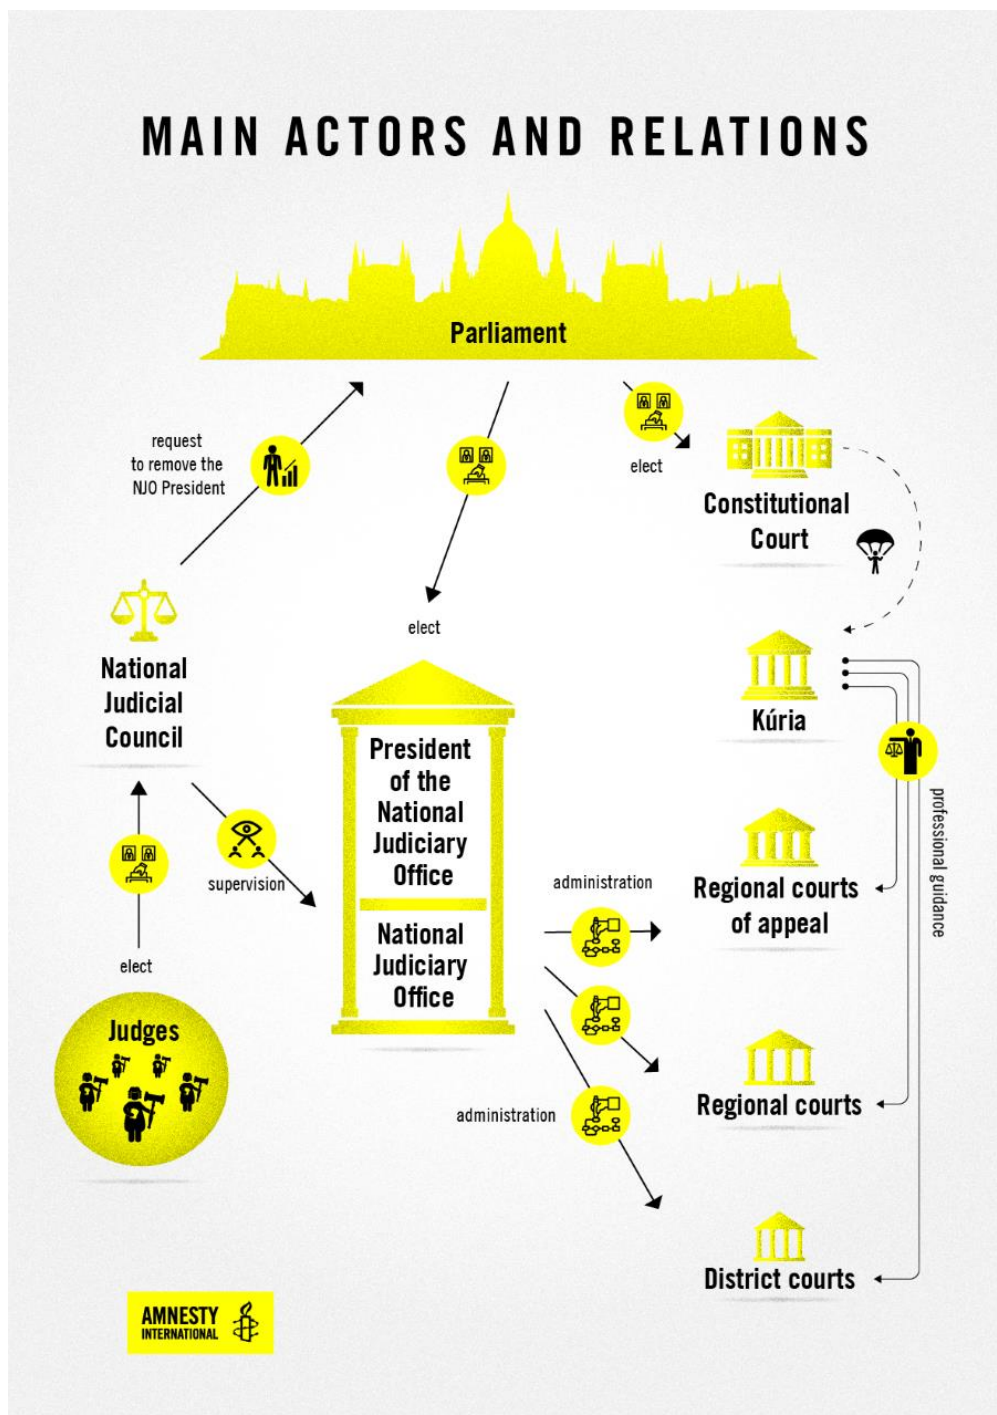 MAIN ACTORS AND RELATIONS
Parliament
request
to remove the
NJO President
elect
Constitutional
Court
elect
National
Judicial
Council
Kúria
President
of the
National
Judiciary
Office
professional guidance
supervision
administration
Regional courts
of appeal
National
Judiciary
Office
elect
Judges
Regional courts
administration
District courts
AMNESTY
INTERNATIONAL